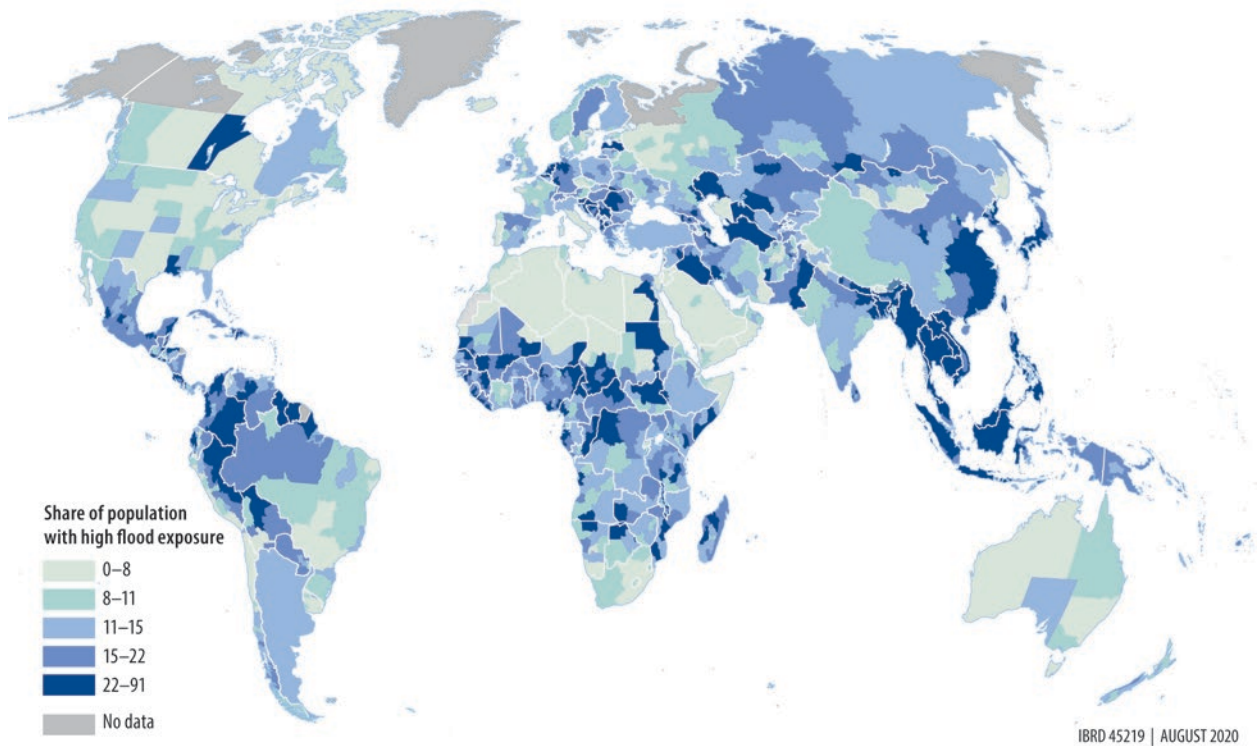 Share of population
with high flood exposure
0–8
8–11
11–15
15–22
22–91
No data
IBRD 45219 | AUGUST 2020